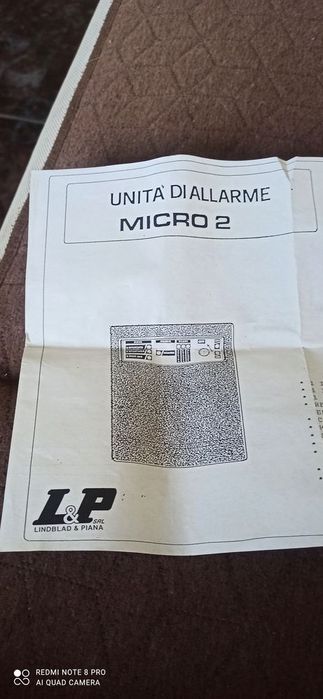 UNITÀ DI ALLARME
MICRO 2
L&P SRL
LINDBLAD & PIANA
REDMI NOTE 8 PRO
AI QUAD CAMERA